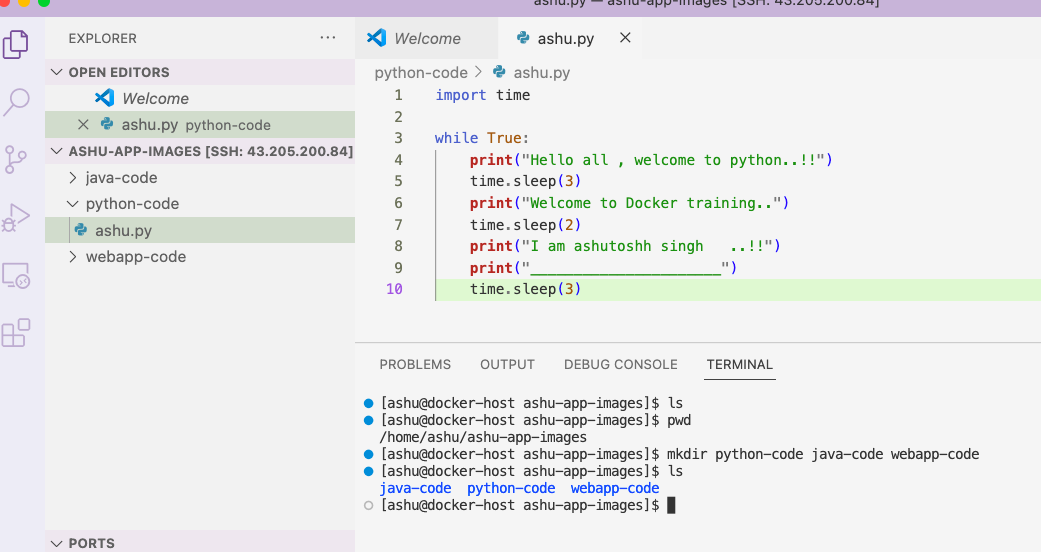 ashu.py — ashu-app-images [SSH: 43.205.200.84]
EXPLORER
OPEN EDITORS
Welcome
ashu.py python-code
ASHU-APP-IMAGES [SSH: 43.205.200.84]
java-code
python-code
ashu.py
webapp-code
PORTS
Welcome
ashu.py
python-code > ashu.py
1 import time
2
3 while True:
4     print("Hello all , welcome to python..!!")
5     time.sleep(3)
6     print("Welcome to Docker training..")
7     time.sleep(2)
8     print("I am ashutoshh singh   ..!!")
9     print("______________________")
10     time.sleep(3)
PROBLEMS OUTPUT DEBUG CONSOLE TERMINAL
[ashu@docker-host ashu-app-images]$ ls
[ashu@docker-host ashu-app-images]$ pwd
/home/ashu/ashu-app-images
[ashu@docker-host ashu-app-images]$ mkdir python-code java-code webapp-code
[ashu@docker-host ashu-app-images]$ ls
java-code  python-code  webapp-code
[ashu@docker-host ashu-app-images]$